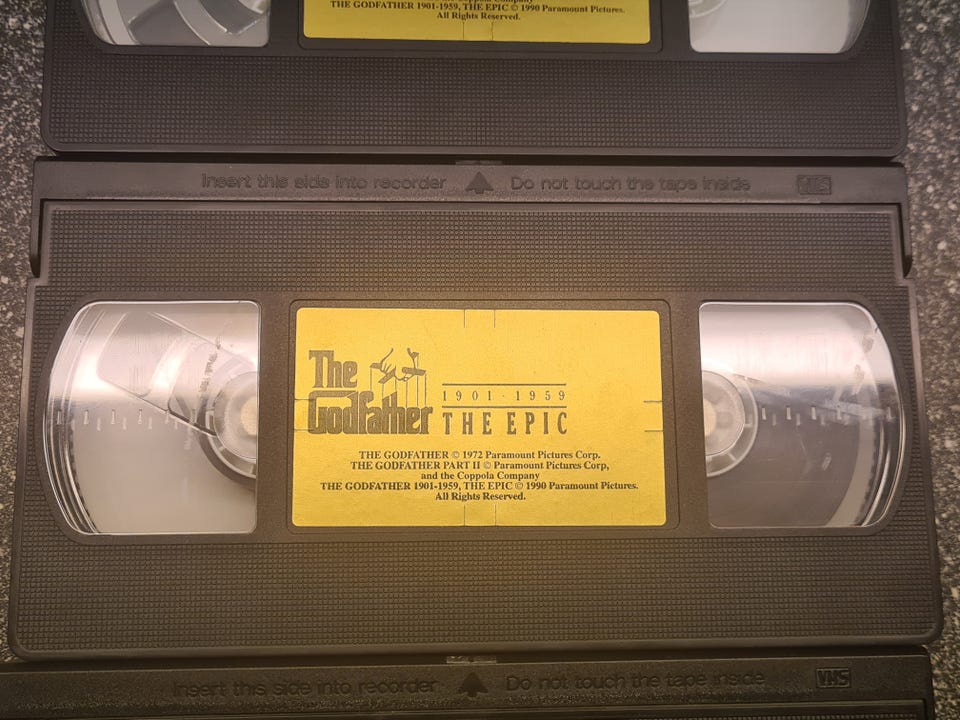 THE GODFATHER 1901-1959, THE EPIC © 1990 Paramount Pictures.
All Rights Reserved.
Insert this side into recorder Do not touch the tape inside VHS
The
Godfather
1901 · 1959
THE EPIC
THE GODFATHER © 1972 Paramount Pictures Corp.
THE GODFATHER PART II © Paramount Pictures Corp,
and the Coppola Company
THE GODFATHER 1901-1959, THE EPIC © 1990 Paramount Pictures.
All Rights Reserved.
Insert this side into recorder Do not touch the tape inside VHS